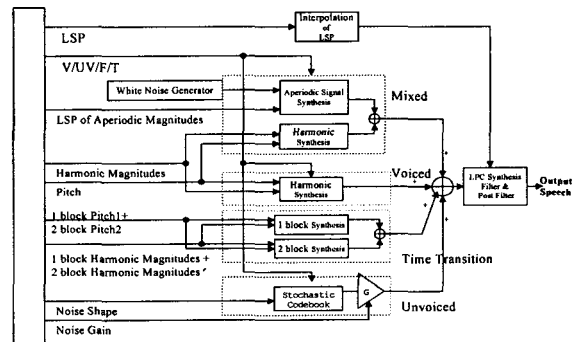 Interpolation
of
LSP
LSP
V/UV/F/T
White Noise Generator
Aperiodic Signal
Synthesis
Mixed
LSP of Aperiodic Magnitudes
Harmonic
Synthesis
Harmonic Magnitudes
Pitch
Voiced
Harmonic
Synthesis
LPC Synthesis
Filter &
Post Filter
Output
Speech
1 block Pitch1+
2 block Pitch2
1 block Synthesis
2 block Synthesis
Time Transition
1 block Harmonic Magnitudes +
2 block Harmonic Magnitudes'
Stochastic
Codebook
G
Unvoiced
Noise Shape
Noise Gain